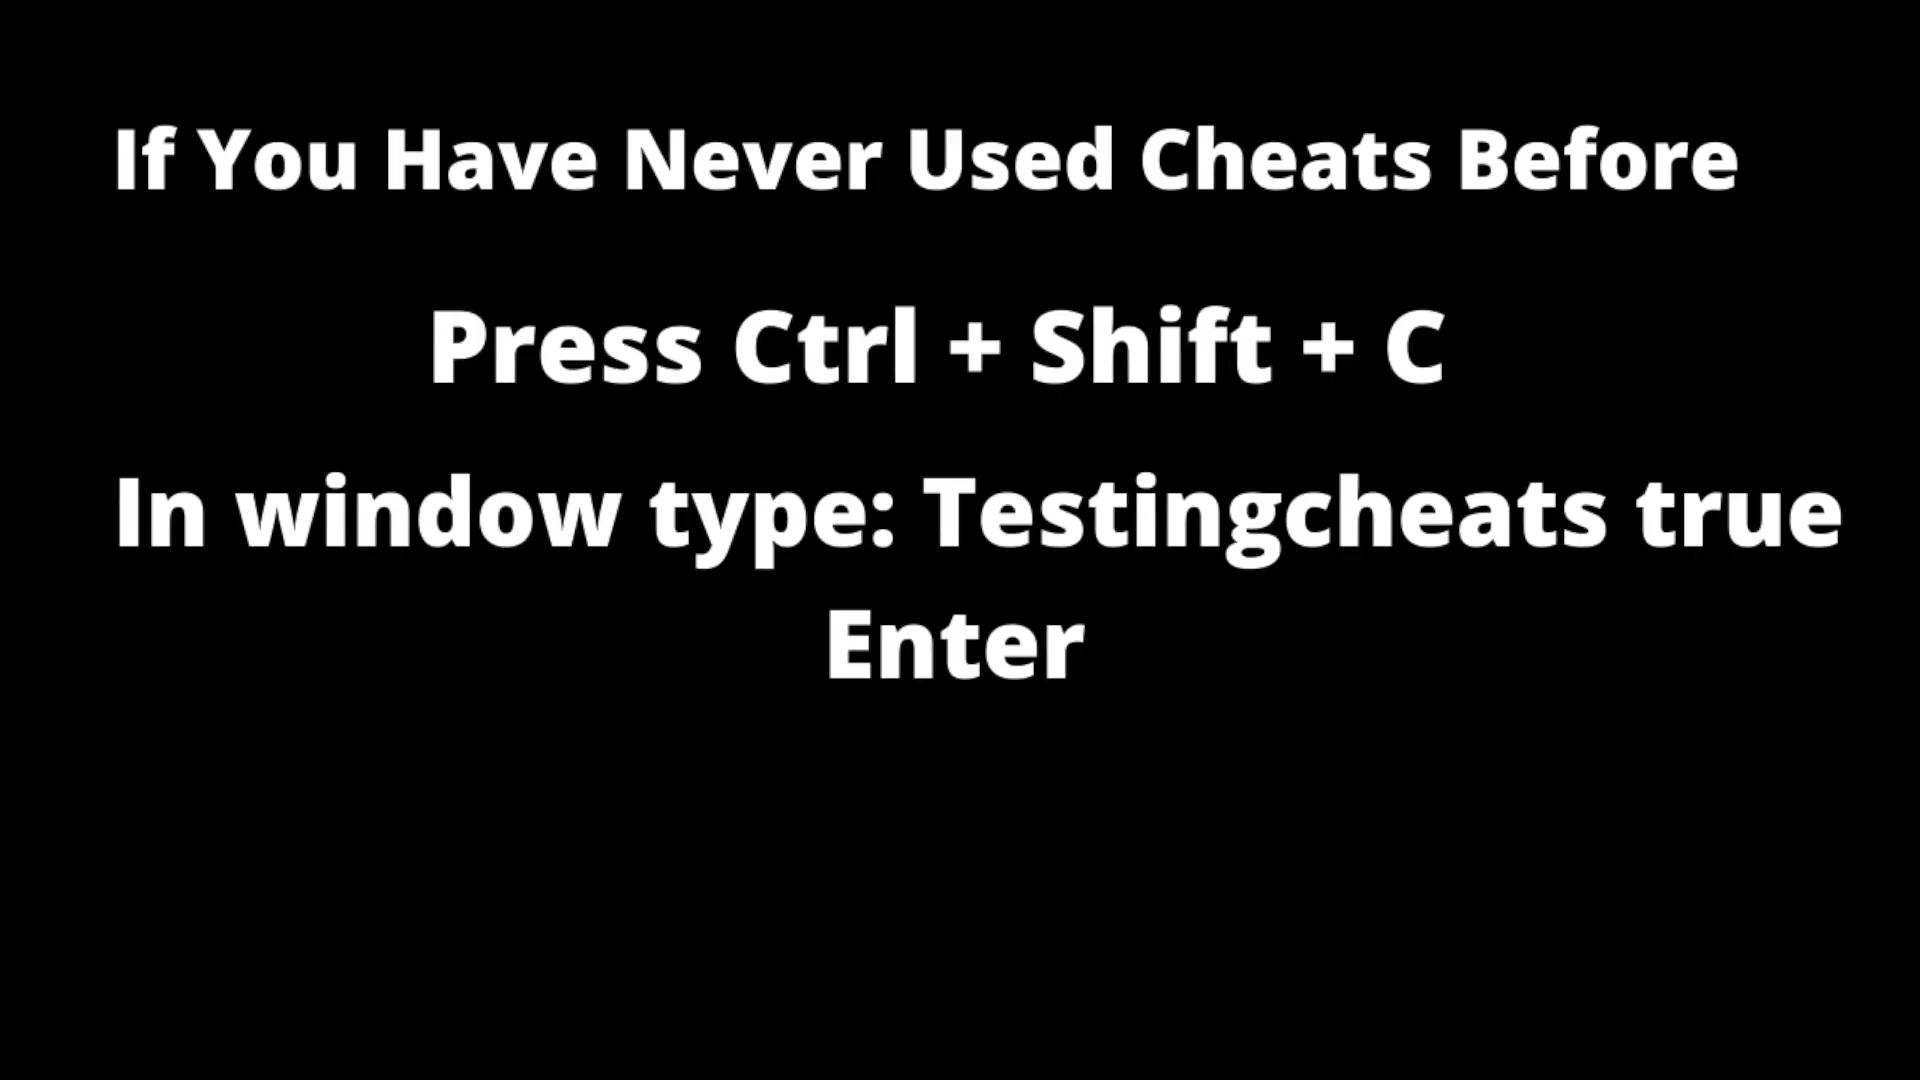 If You Have Never Used Cheats Before
Press Ctrl + Shift + C
In window type: Testingcheats true
Enter